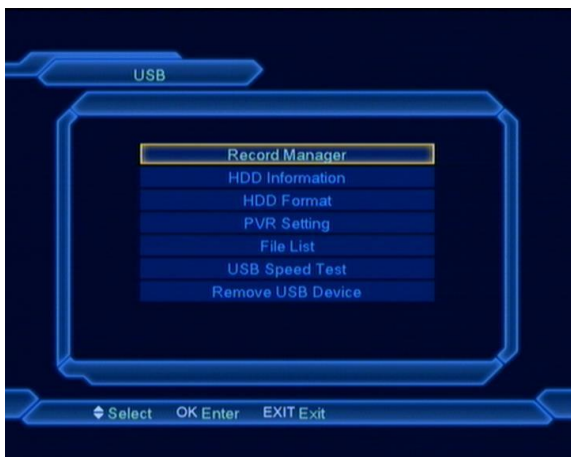 USB
Record Manager
HDD Information
HDD Format
PVR Setting
File List
USB Speed Test
Remove USB Device
Select OK Enter EXIT Exit